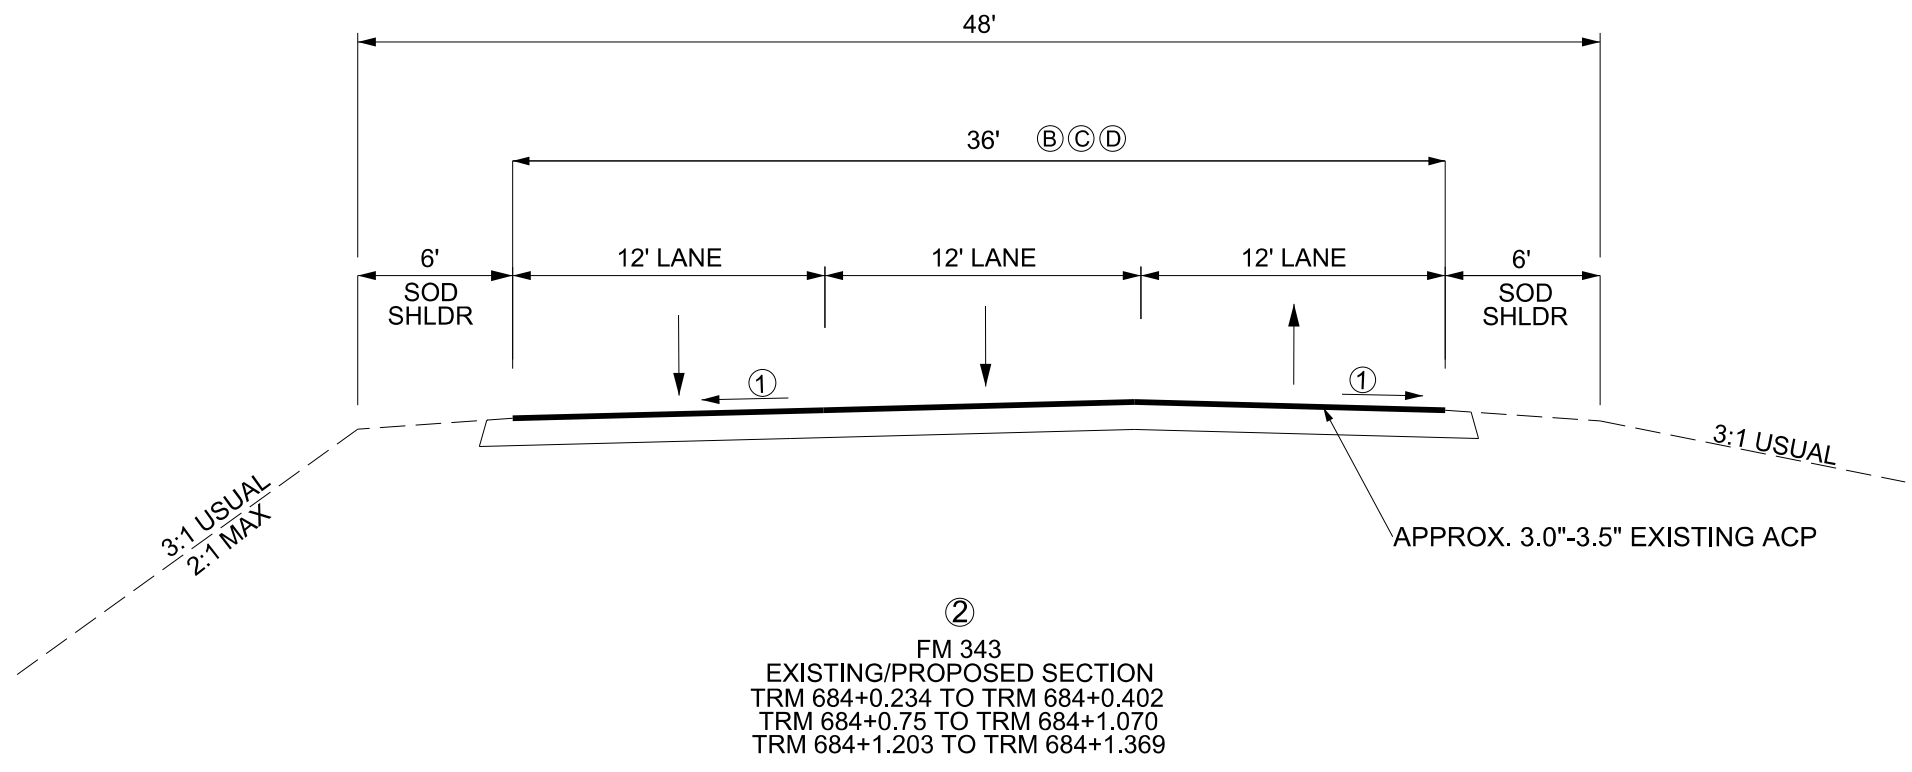 48'
36' Ⓑ Ⓒ Ⓓ
6' 12' LANE 12' LANE 12' LANE 6'
SOD SOD
SHLDR SHLDR
① ①
3:1 USUAL
3:1 USUAL
2:1 MAX
APPROX. 3.0"-3.5" EXISTING ACP
②
FM 343
EXISTING/PROPOSED SECTION
TRM 684+0.234 TO TRM 684+0.402
TRM 684+0.75 TO TRM 684+1.070
TRM 684+1.203 TO TRM 684+1.369